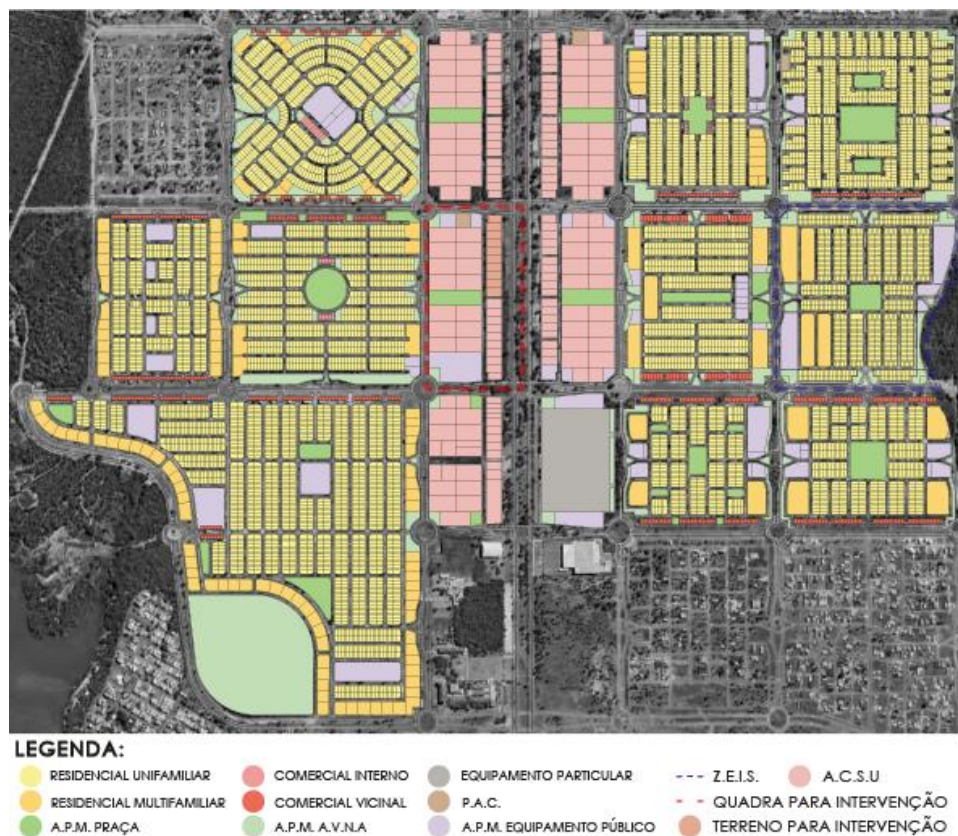 LEGENDA:
RESIDENCIAL UNIFAMILIAR
COMERCIAL INTERNO
EQUIPAMENTO PARTICULAR
Z.E.I.S.
A.C.S.U
RESIDENCIAL MULTIFAMILIAR
COMERCIAL VICINAL
P.A.C.
QUADRA PARA INTERVENÇÃO
A.P.M. PRAÇA
A.P.M. A.V.N.A
A.P.M. EQUIPAMENTO PÚBLICO
TERRENO PARA INTERVENÇÃO